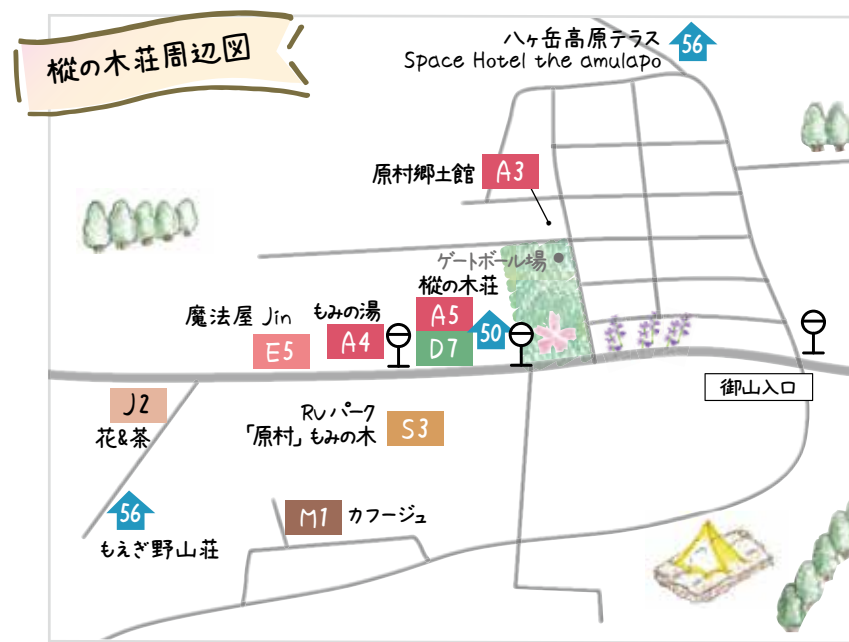 樅の木荘周辺図
八ヶ岳高原テラス
Space Hotel the amulapo
56
原村郷土館
A3
ゲートボール場
樅の木荘
A5
D7
50
もみの湯
A4
魔法屋 Jin
E5
御山入口
J2
花&茶
RVパーク
「原村」もみの木
S3
56
もえぎ野山荘
M1
カフージュ